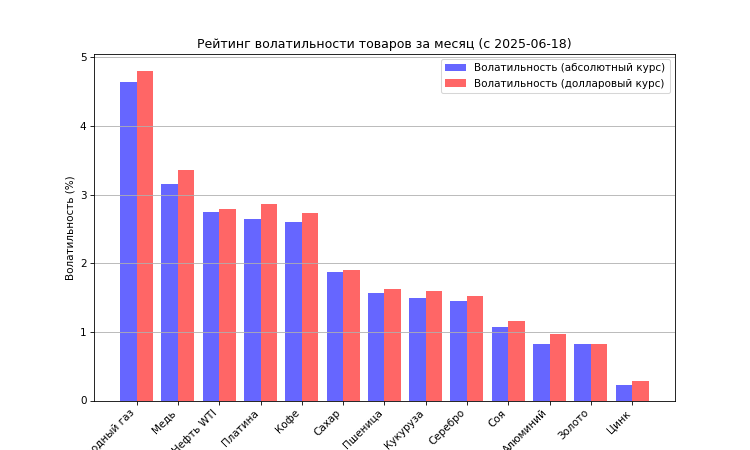 Рейтинг волатильности товаров за месяц (с 2025-06-18)
Волатильность (абсолютный курс)
Волатильность (долларовый курс)
Волатильность (%)
5
4
3
2
1
0
газ
Медь
Нефть WTI
Платина
Кофе
Сахар
Пшеница
Кукуруза
Серебро
Соя
Алюминий
Золото
Цинк